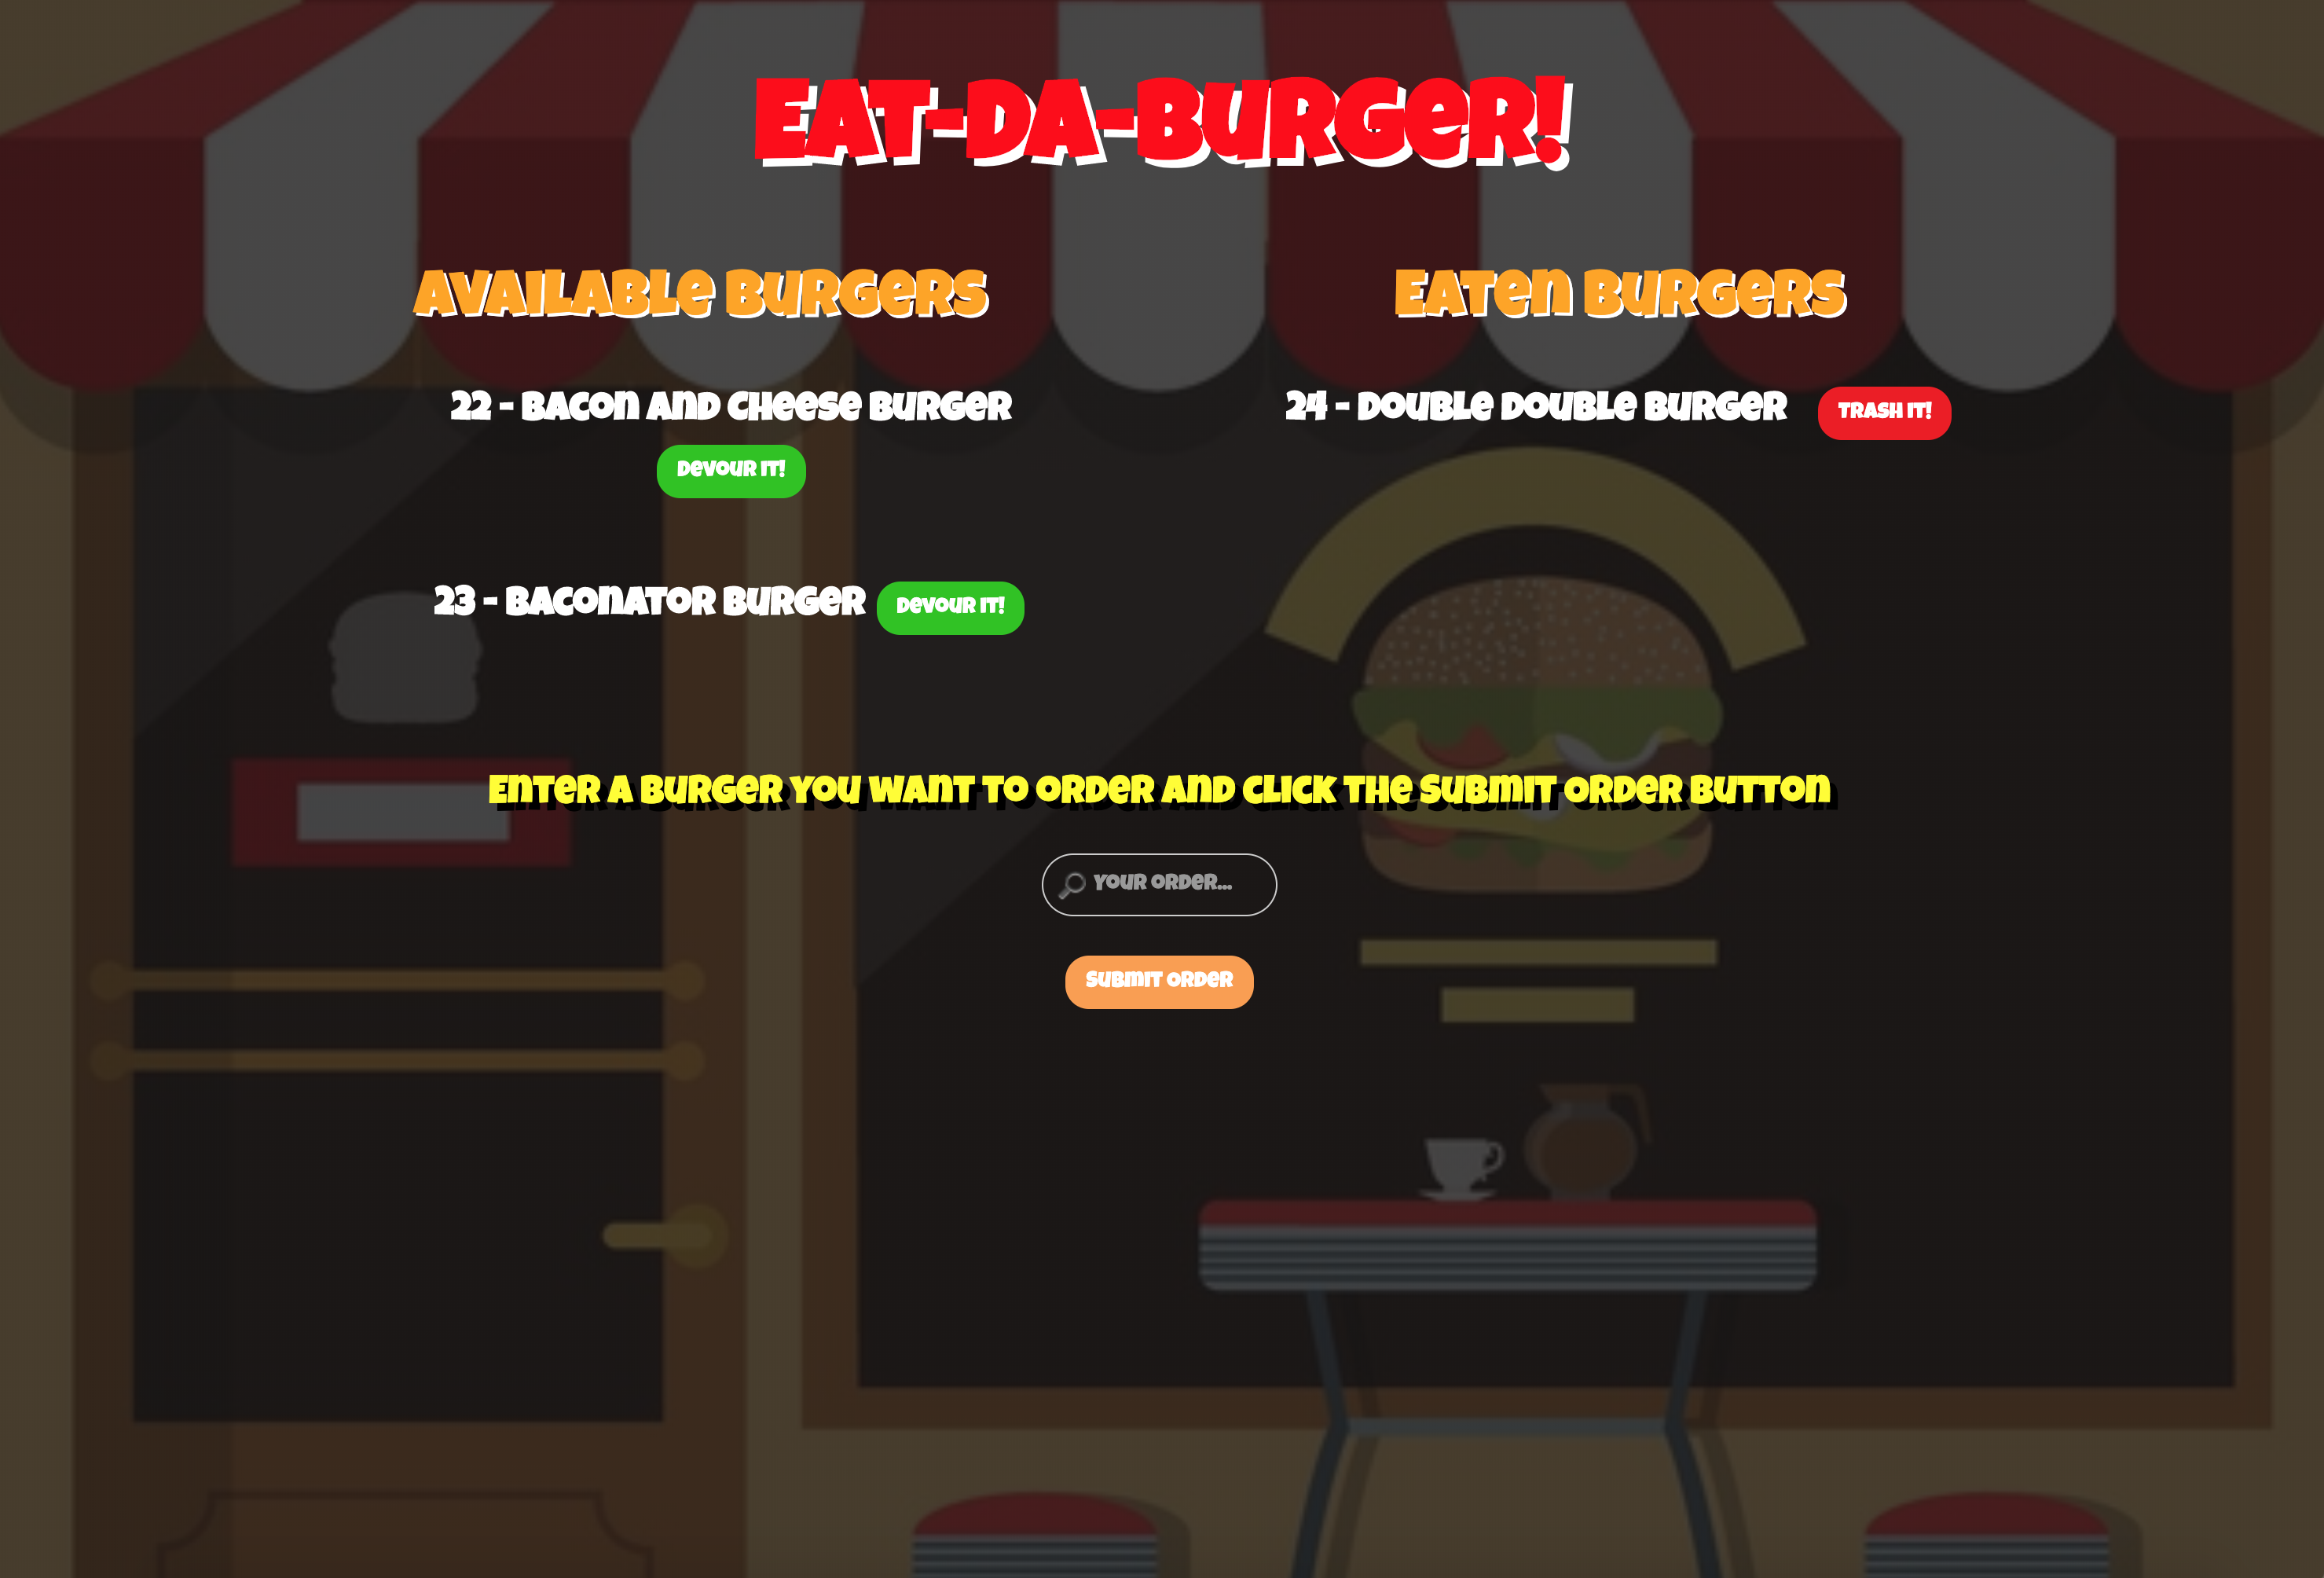 EAT-DA-BURGER!
AVAILABLE BURGERS
EATEN BURGERS
22 - BACON AND CHEESE BURGER
DEVOUR IT!
24 - DOUBLE DOUBLE BURGER
TRASH IT!
23 - BACONATOR BURGER
DEVOUR IT!
ENTER A BURGER YOU WANT TO ORDER AND CLICK THE SUBMIT ORDER BUTTON
YOUR ORDER...
SUBMIT ORDER